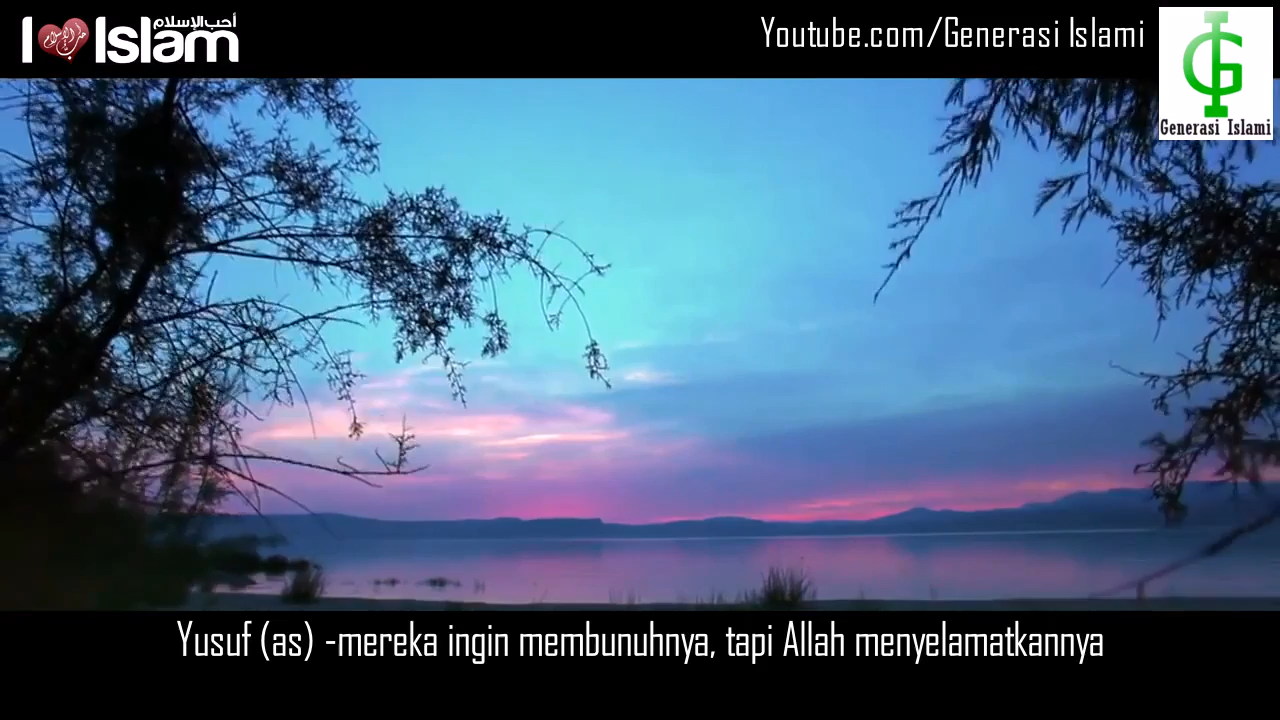 أحب الإسلام
I Islam
Youtube.com/Generasi Islami
Generasi Islami
Yusuf (as) -mereka ingin membunuhnya, tapi Allah menyelamatkannya